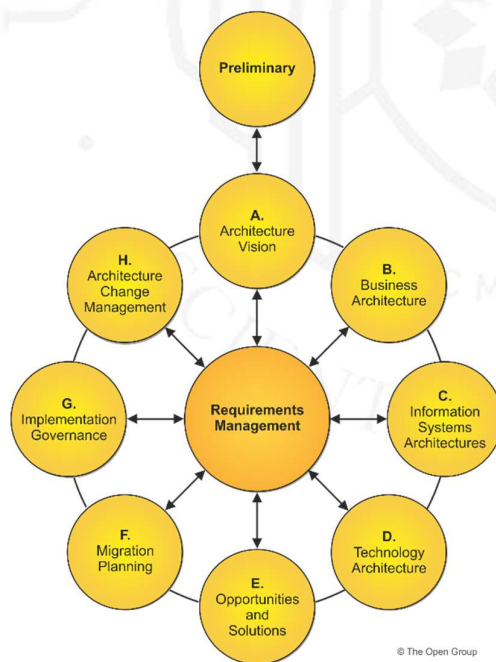 Preliminary
A.
Architecture
Vision
H.
Architecture
Change
Management
B.
Business
Architecture
G.
Implementation
Governance
Requirements
Management
C.
Information
Systems
Architectures
F.
Migration
Planning
D.
Technology
Architecture
E.
Opportunities
and
Solutions
© The Open Group